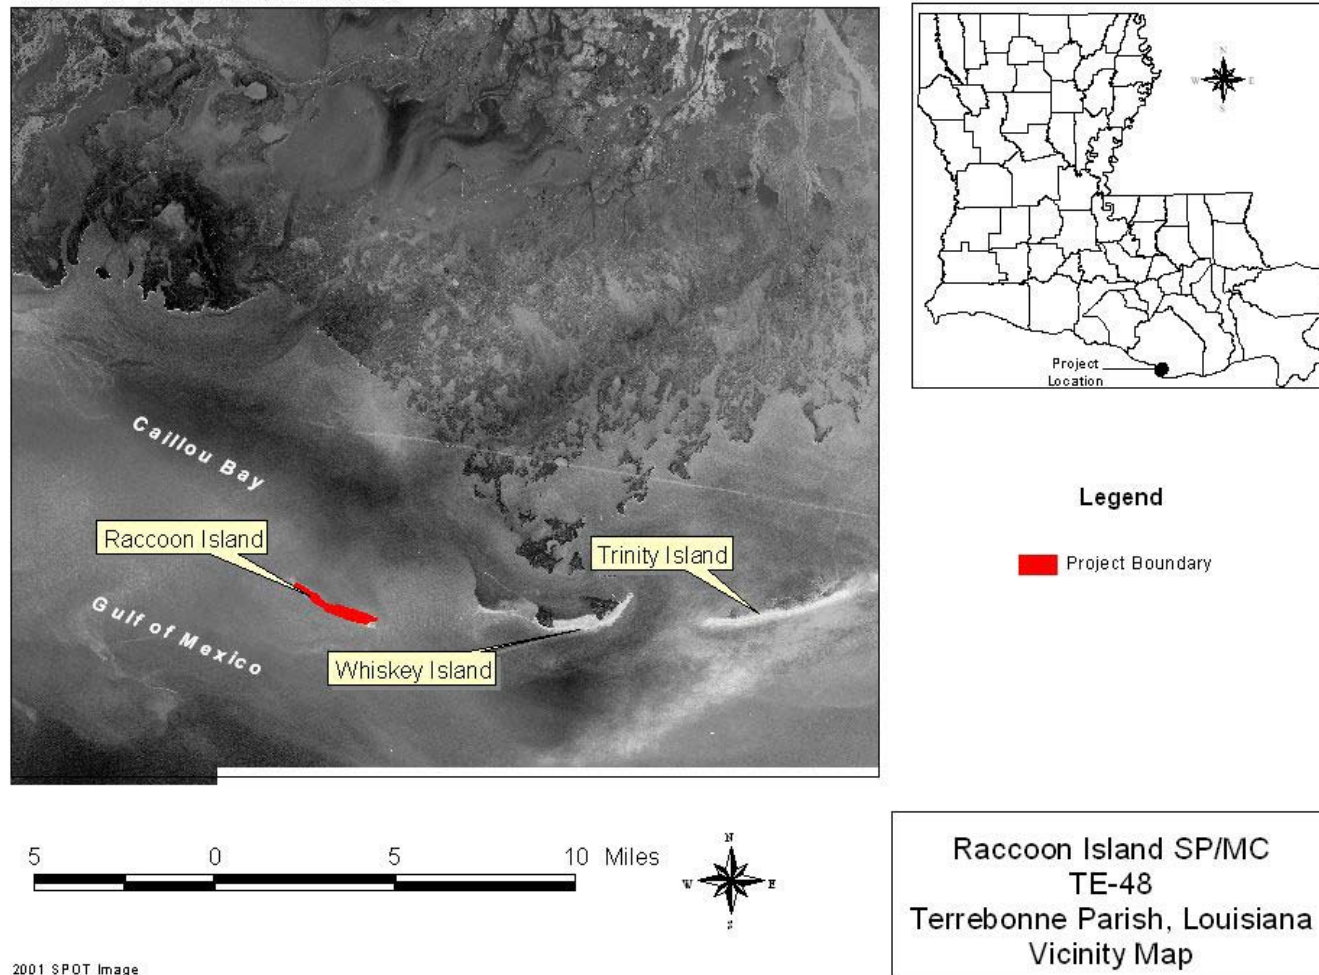 N
W E
S
Project
Location
Caillou Bay
Raccoon Island
Trinity Island
Gulf of Mexico
Whiskey Island
Legend
Project Boundary
5 0 5 10 Miles
N
W E
S
Raccoon Island SP/MC
TE-48
Terrebonne Parish, Louisiana
Vicinity Map
2001 SPOT Image